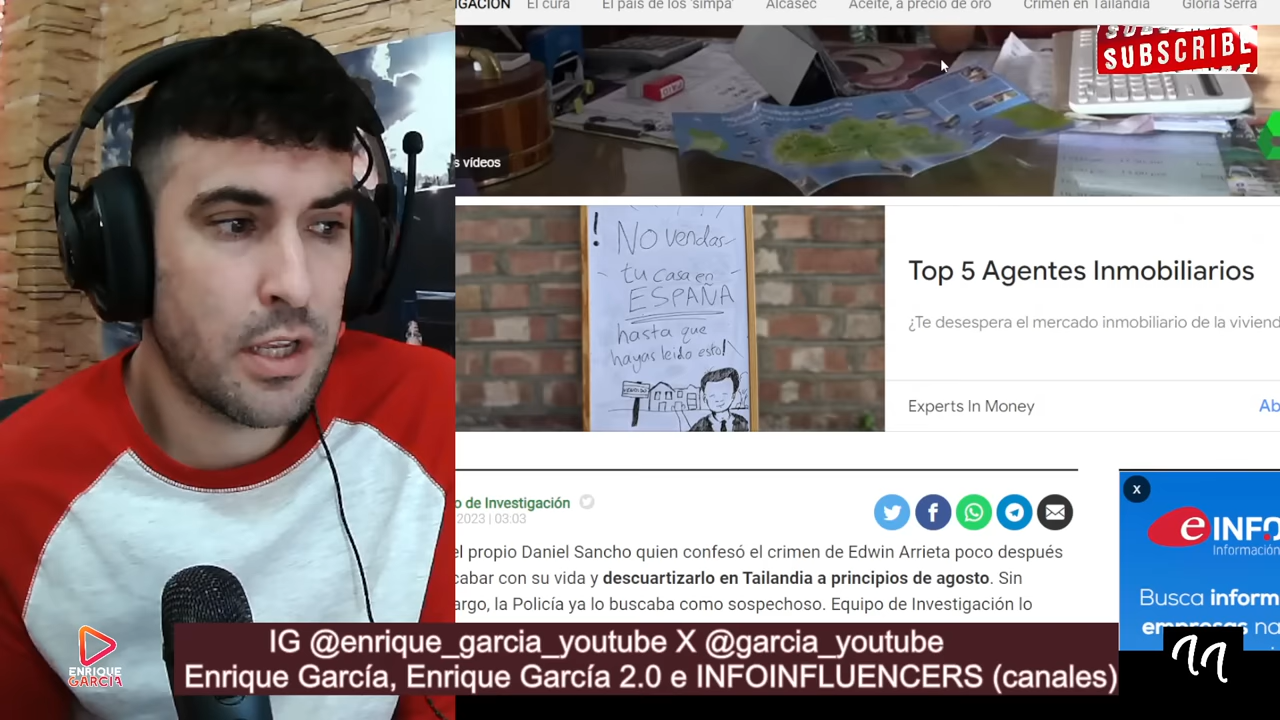 IGACIÓN El cura El país de los 'simpa' Alcasec Aceite, a precio de oro Crimen en Tailandia Gloria Serra
SUBSCRIBE
s vídeos
! No vendas
tu casa en
ESPAÑA
hasta que
hayas leido esto!
Top 5 Agentes Inmobiliarios
¿Te desespera el mercado inmobiliario de la viviend
Experts In Money
Ab
o de Investigación
2023 | 03:03
X
eINFO
Información
Busca inform
empresas na
el propio Daniel Sancho quien confesó el crimen de Edwin Arrieta poco después
cabar con su vida y descuartizarlo en Tailandia a principios de agosto. Sin
argo, la Policía ya lo buscaba como sospechoso. Equipo de Investigación lo
IG @enrique_garcia_youtube X @garcia_youtube
Enrique García, Enrique García 2.0 e INFOINFLUENCERS (canales)
ENRIQUE
GARCÍA